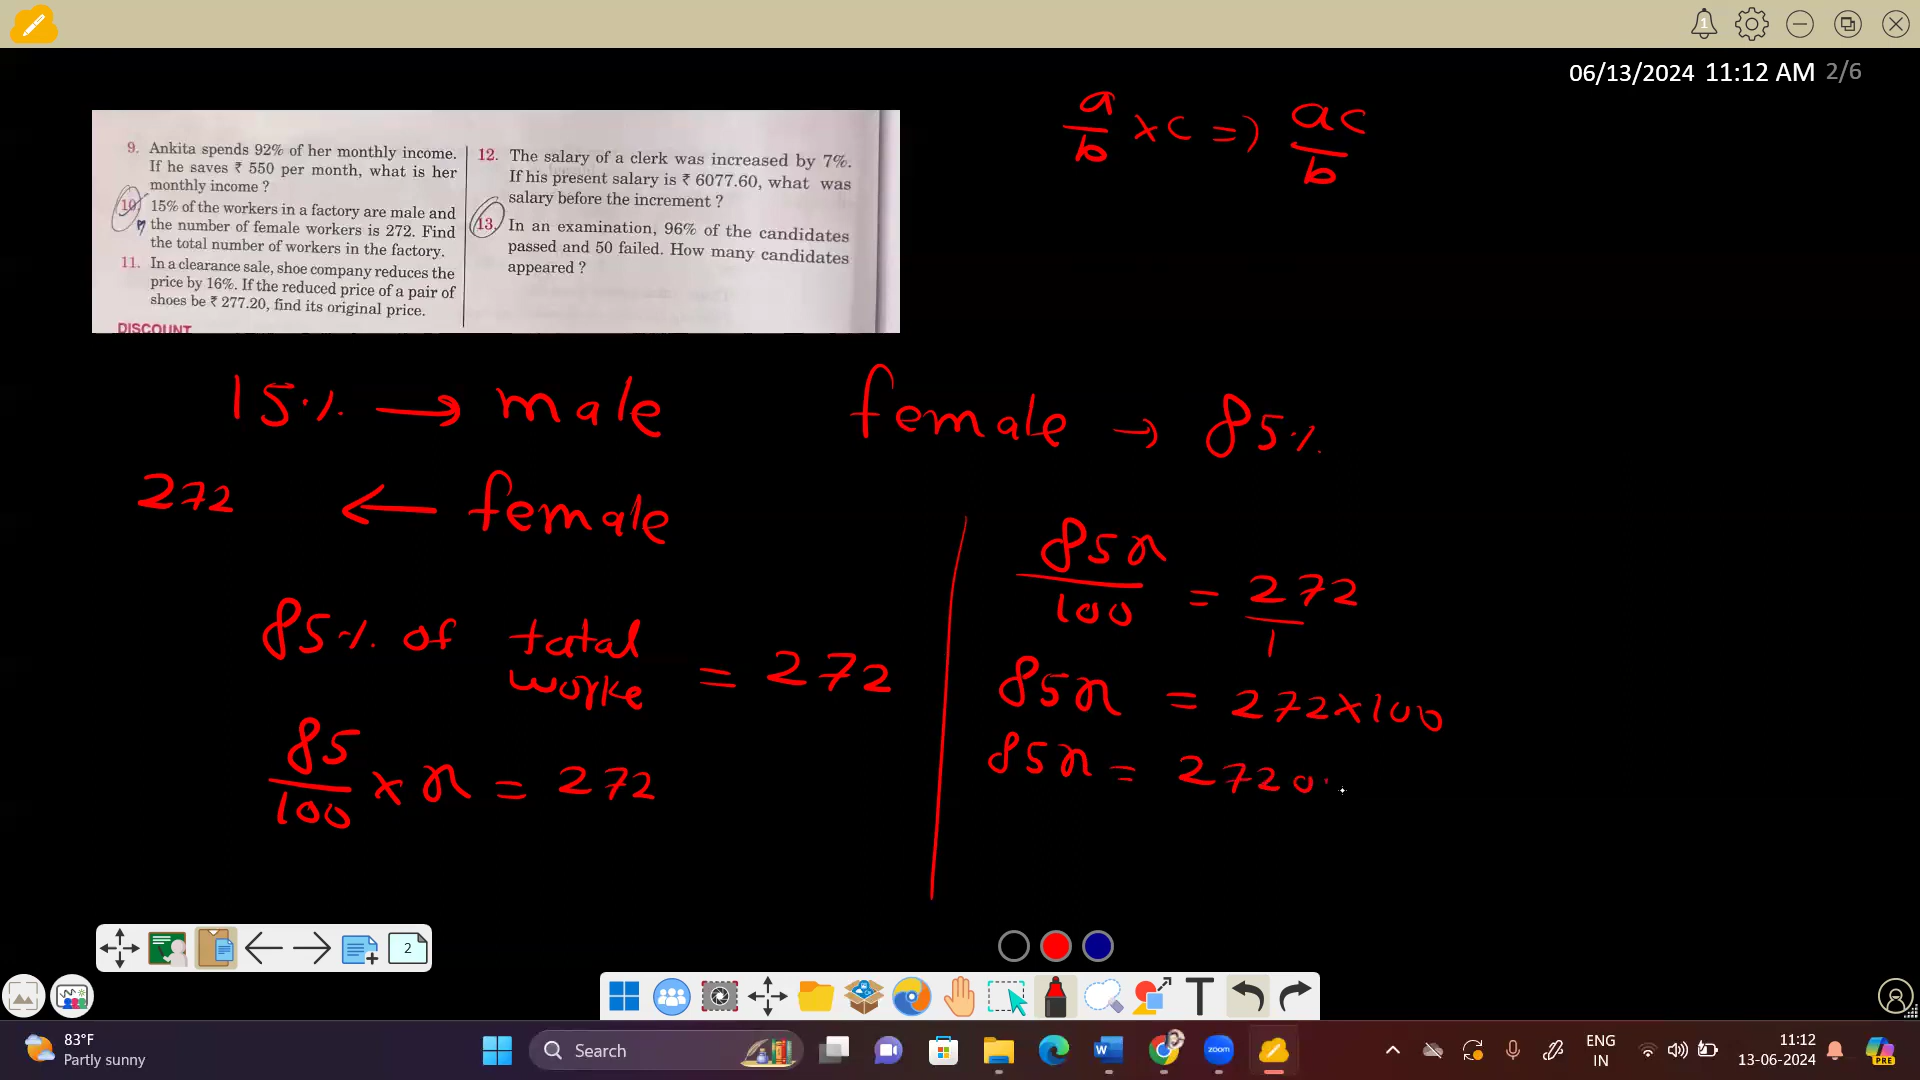 06/13/2024 11:12 AM 2/6
a/b × c => ac/b
9. Ankita spends 92% of her monthly income.
If he saves ₹ 550 per month, what is her
monthly income ?
10. 15% of the workers in a factory are male and
the number of female workers is 272. Find
the total number of workers in the factory.
11. In a clearance sale, shoe company reduces the
price by 16%. If the reduced price of a pair of
shoes be ₹ 277.20, find its original price.
DISCOUNT
12. The salary of a clerk was increased by 7%.
If his present salary is ₹ 6077.60, what was
salary before the increment ?
13. In an examination, 96% of the candidates
passed and 50 failed. How many candidates
appeared ?
15% → male
272 ← female
85% of total
worke = 272
85/100 × x = 272
female → 85%
85x/100 = 272/1
85x = 272×100
85x = 2720
2
83°F
Partly sunny
Search
zoom
ENG
IN
11:12
13-06-2024
PRE
1